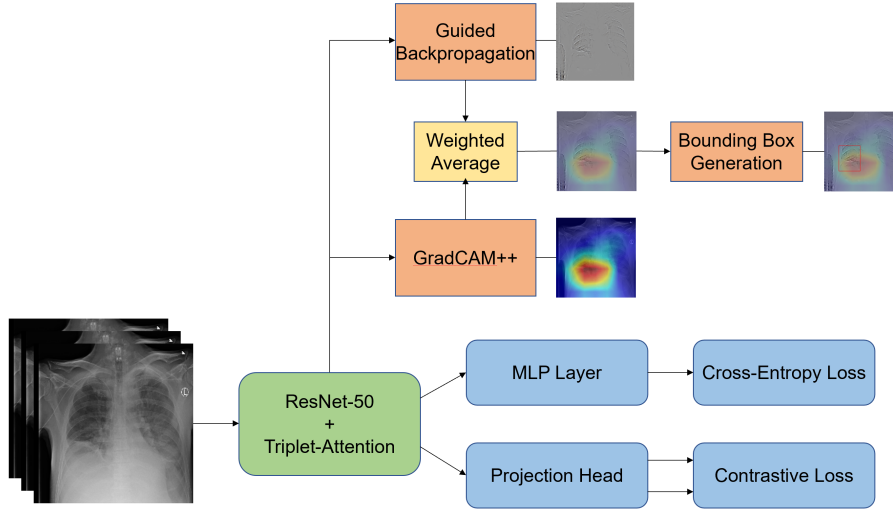 Guided
Backpropagation
Weighted
Average
Bounding Box
Generation
GradCAM++
ResNet-50
+
Triplet-Attention
MLP Layer
Cross-Entropy Loss
Projection Head
Contrastive Loss
L